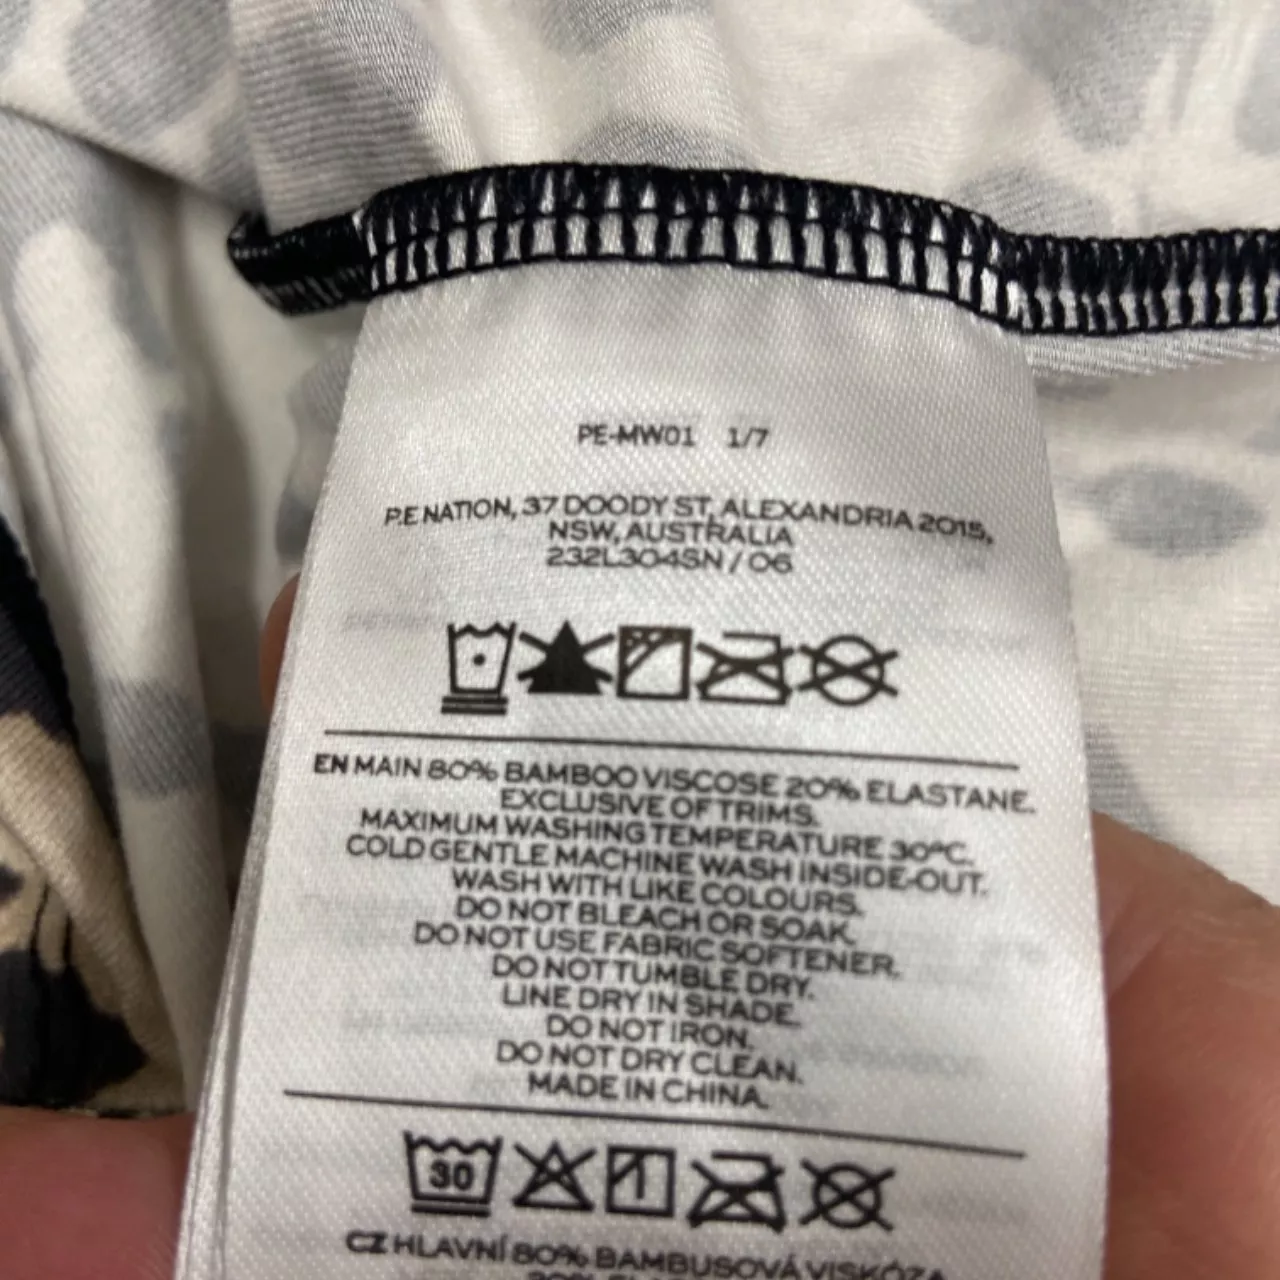 PE-MW01 1/7
P.E NATION, 37 DOODY ST, ALEXANDRIA 2015,
NSW, AUSTRALIA
232L304SN / 06
EN MAIN 80% BAMBOO VISCOSE 20% ELASTANE.
EXCLUSIVE OF TRIMS.
MAXIMUM WASHING TEMPERATURE 30°C.
COLD GENTLE MACHINE WASH INSIDE-OUT.
WASH WITH LIKE COLOURS.
DO NOT BLEACH OR SOAK.
DO NOT USE FABRIC SOFTENER.
DO NOT TUMBLE DRY.
LINE DRY IN SHADE.
DO NOT IRON.
DO NOT DRY CLEAN.
MADE IN CHINA.
30
CZ HLAVNÍ 80% BAMBUSOVÁ VISKÓZA
20%